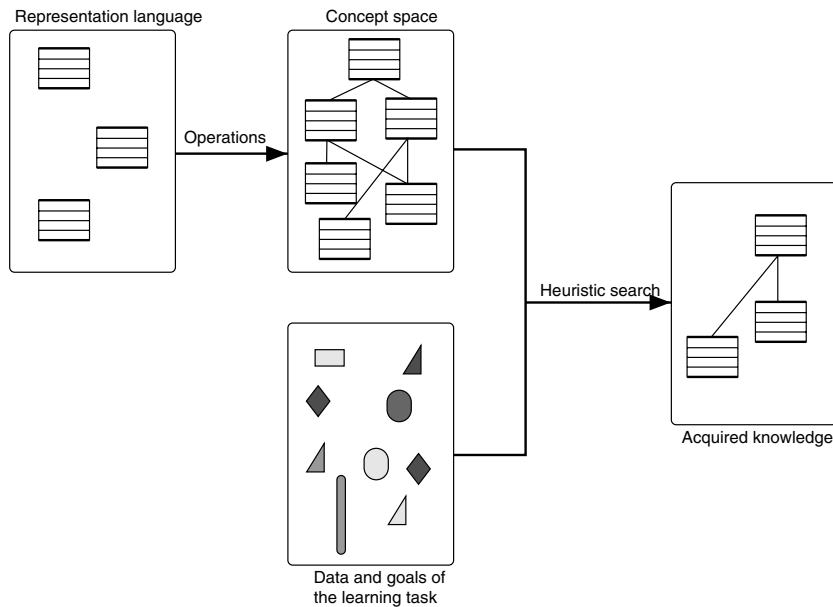 Representation language
Concept space
Operations
Heuristic search
Acquired knowledge
Data and goals of
the learning task